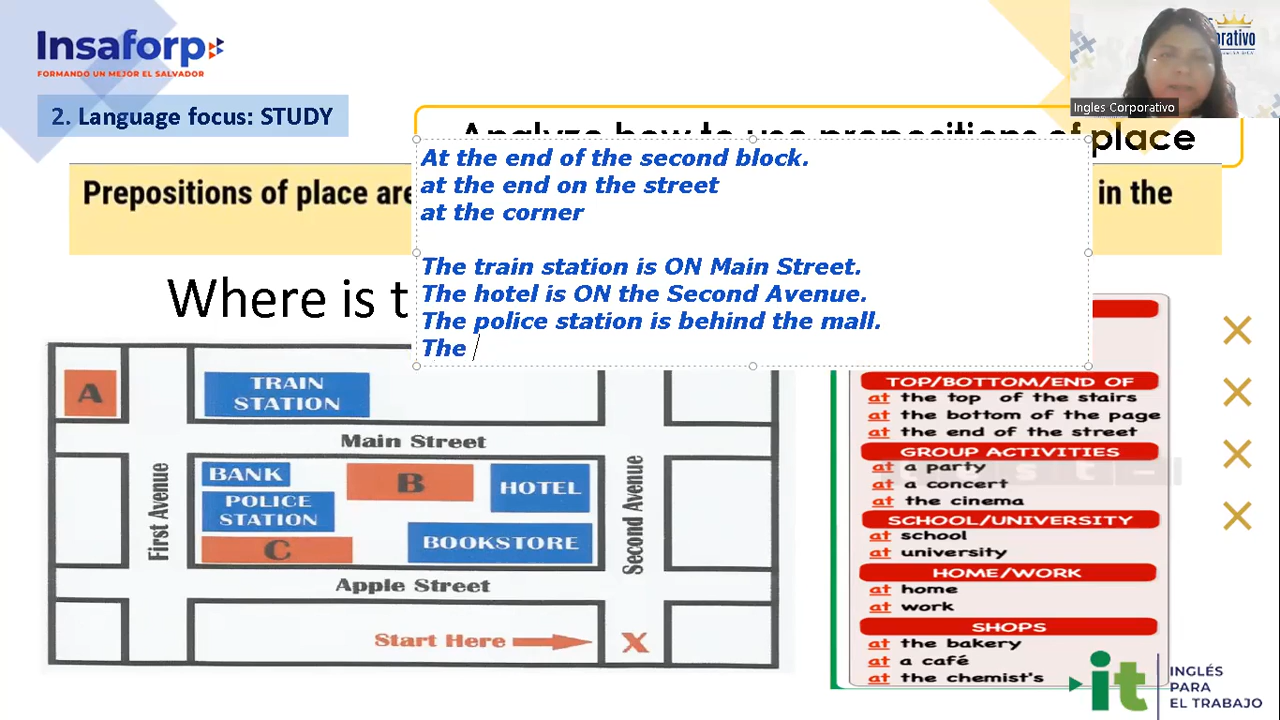 Insaforp
FORMANDO UN MEJOR EL SALVADOR
Ingles Corporativo
2. Language focus: STUDY
place
Prepositions of place are
in the
At the end of the second block.
at the end on the street
at the corner
The train station is ON Main Street.
The hotel is ON the Second Avenue.
The police station is behind the mall.
The
Where is t
A
TRAIN
STATION
Main Street
First Avenue
BANK
POLICE
STATION
B
HOTEL
C
BOOKSTORE
Second Avenue
Apple Street
Start Here
X
TOP/BOTTOM/END OF
at the top of the stairs
at the bottom of the page
at the end of the street
GROUP ACTIVITIES
at a party
at a concert
at the cinema
SCHOOL/UNIVERSITY
at school
at university
HOME/WORK
at home
at work
SHOPS
at the bakery
at a café
at the chemist's
it
INGLÉS
PARA
EL TRABAJO